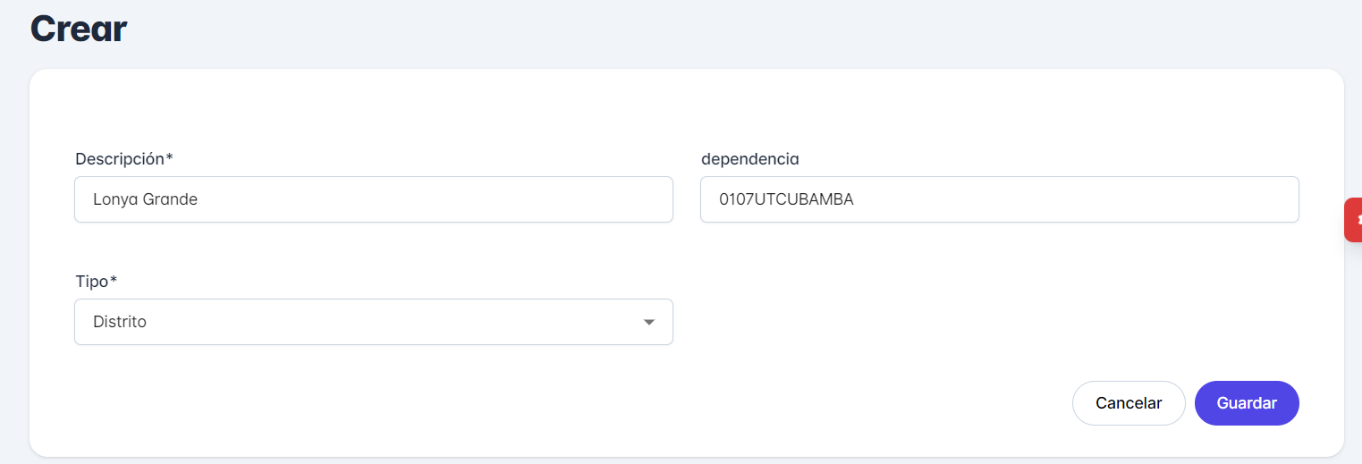 Crear
Descripción*
dependencia
Lonya Grande
0107UTCUBAMBA
Tipo*
Distrito
Cancelar
Guardar